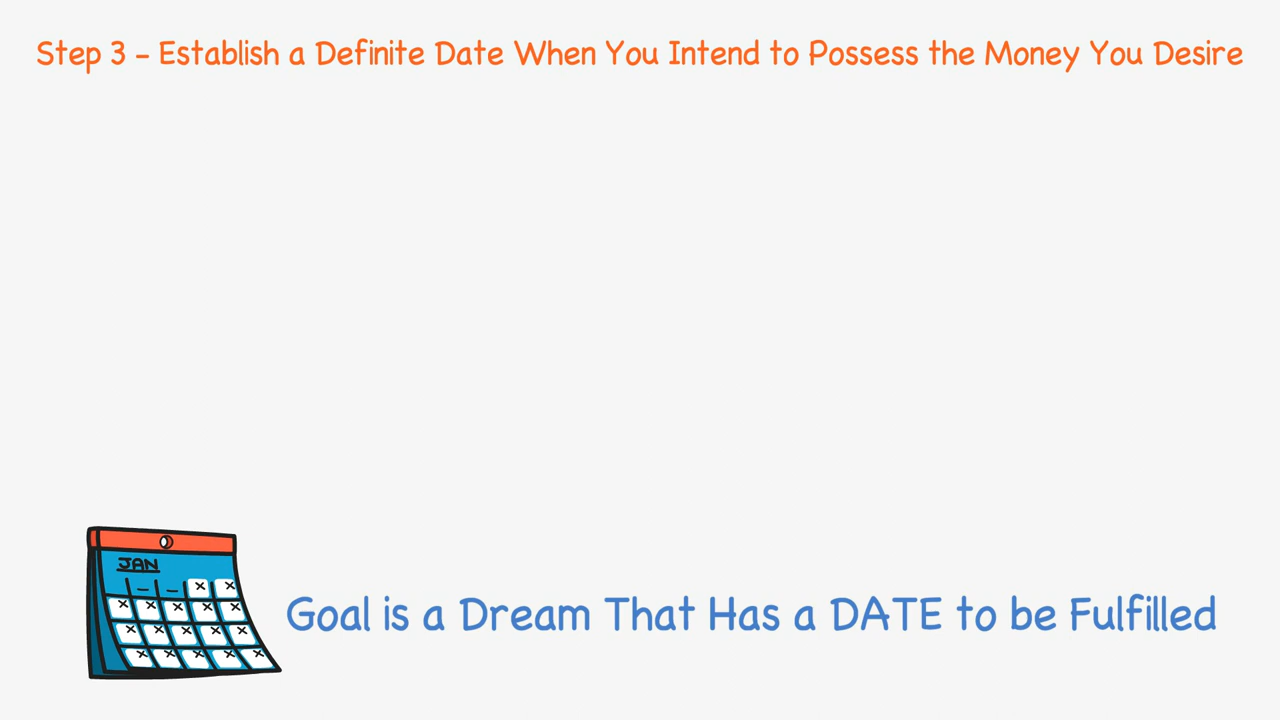 Step 3 - Establish a Definite Date When You Intend to Possess the Money You Desire
JAN
Goal is a Dream That Has a DATE to be Fulfilled